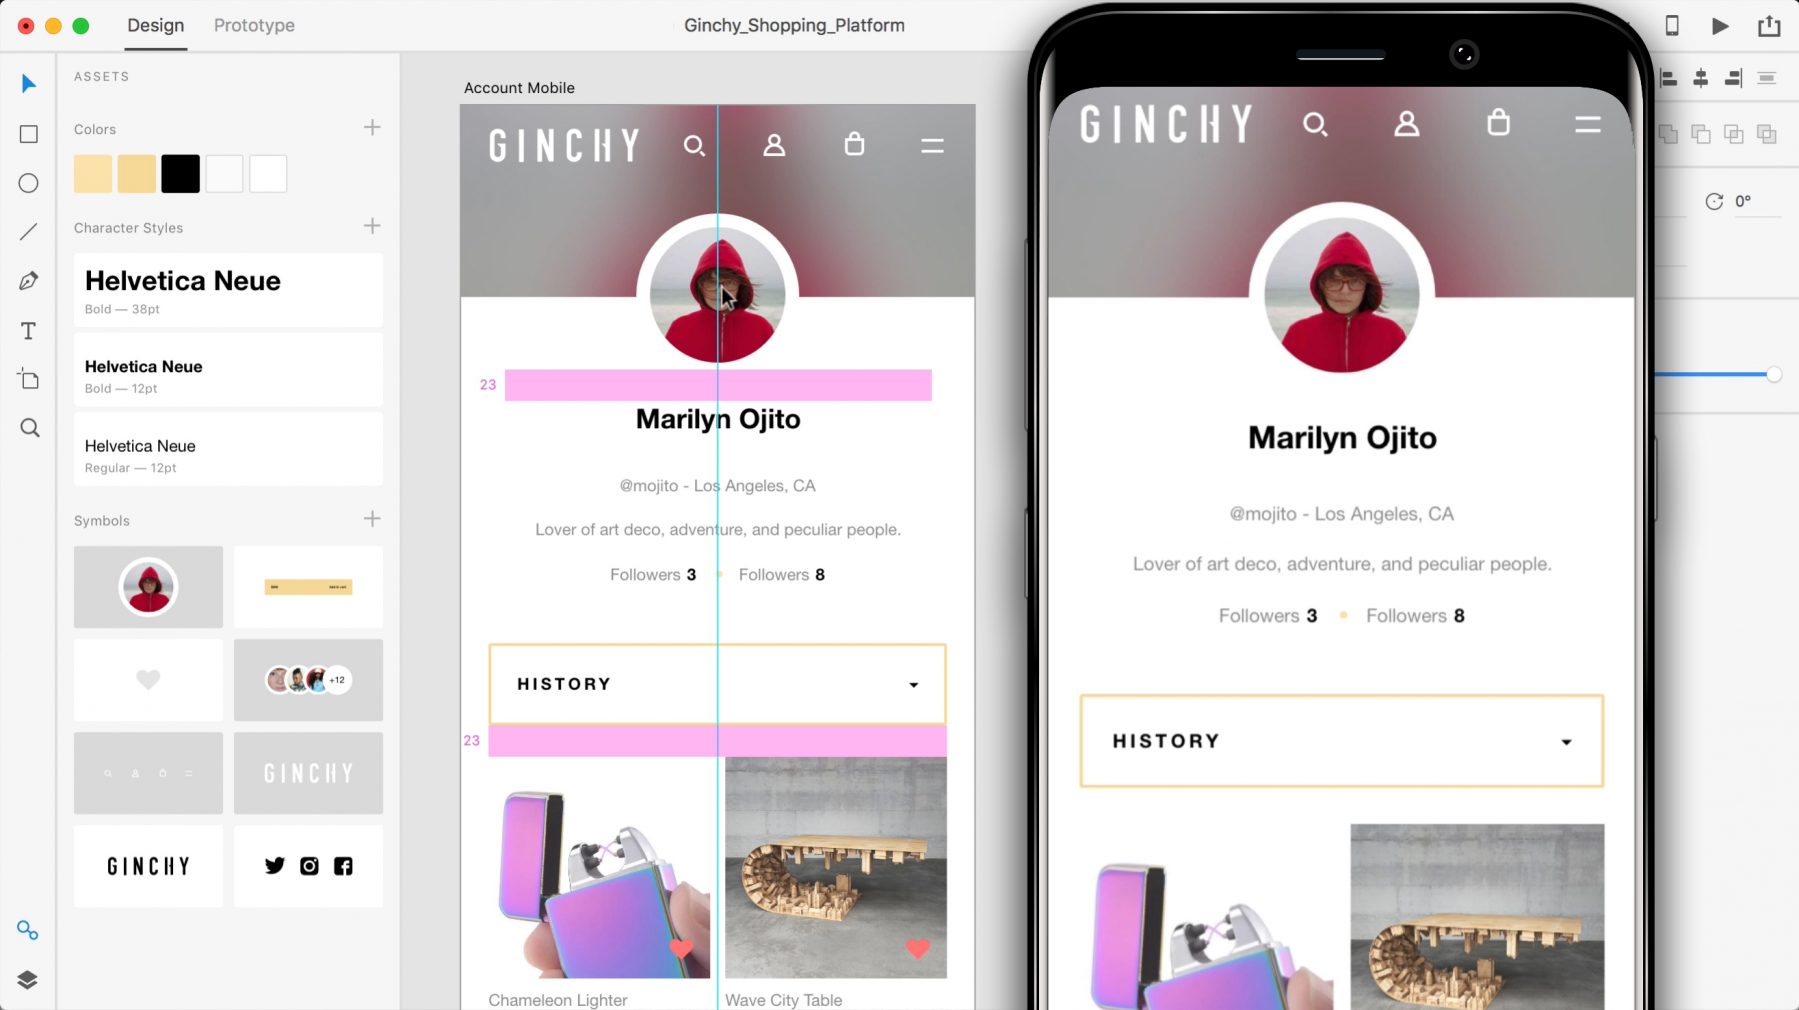 Design
Prototype
Ginchy_Shopping_Platform
ASSETS
Colors
Character Styles
Helvetica Neue
Bold — 38pt
Helvetica Neue
Bold — 12pt
Helvetica Neue
Regular — 12pt
Symbols
+12
GINCHY
GINCHY
Account Mobile
GINCHY
23
Marilyn Ojito
@mojito - Los Angeles, CA
Lover of art deco, adventure, and peculiar people.
Followers 3
Followers 8
HISTORY
23
Chameleon Lighter
Wave City Table
GINCHY
Marilyn Ojito
@mojito - Los Angeles, CA
Lover of art deco, adventure, and peculiar people.
Followers 3
Followers 8
HISTORY
0°